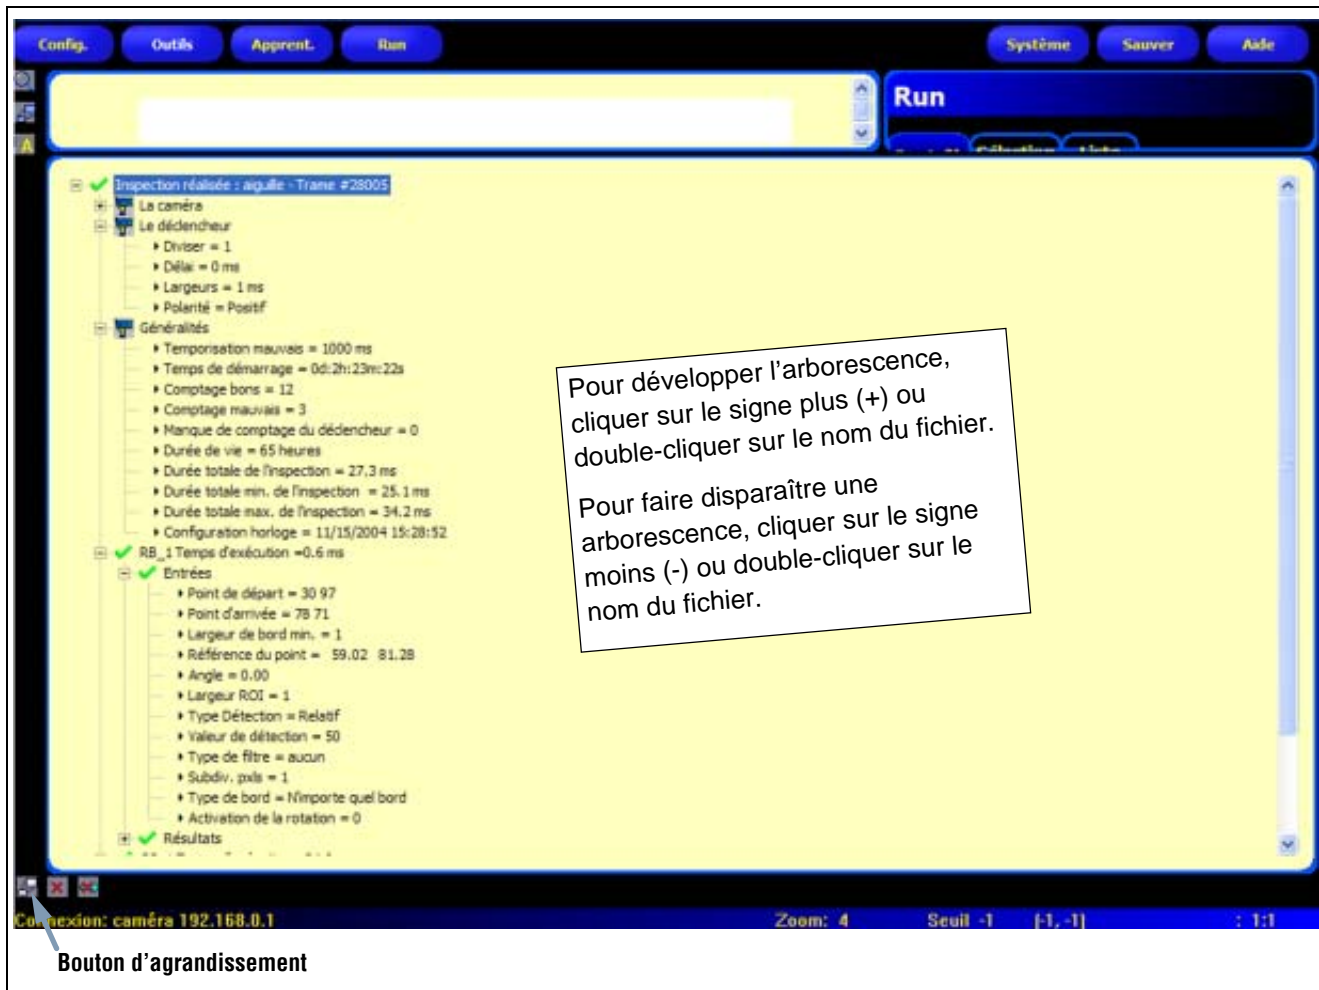 Config.
Outils
Apprent.
Run
Système
Sauver
Aide
A
Run
Sélection
Liste
Inspection réalisée : aiguille - Trame #28005
La caméra
Le déclencheur
Diviser = 1
Délai = 0 ms
Largeurs = 1 ms
Polarité = Positif
Généralités
Temporisation mauvais = 1000 ms
Temps de démarrage = 0d:2h:23m:22s
Comptage bons = 12
Comptage mauvais = 3
Manque de comptage du déclencheur = 0
Durée de vie = 65 heures
Durée totale de l'inspection = 27.3 ms
Durée totale min. de l'inspection = 25.1 ms
Durée totale max. de l'inspection = 34.2 ms
Configuration horloge = 11/15/2004 15:28:52
RB_1 Temps d'exécution =0.6 ms
Entrées
Point de départ = 30 97
Point d'arrivée = 78 71
Largeur de bord min. = 1
Référence du point = 59.02 81.28
Angle = 0.00
Largeur ROI = 1
Type Détection = Relatif
Valeur de détection = 50
Type de filtre = aucun
Subdiv. pxls = 1
Type de bord = N'importe quel bord
Activation de la rotation = 0
Résultats
Pour développer l'arborescence,
cliquer sur le signe plus (+) ou
double-cliquer sur le nom du fichier.
Pour faire disparaître une
arborescence, cliquer sur le signe
moins (-) ou double-cliquer sur le
nom du fichier.
Connexion: caméra 192.168.0.1
Zoom: 4
Seuil -1
[-1, -1]
: 1:1
Bouton d'agrandissement